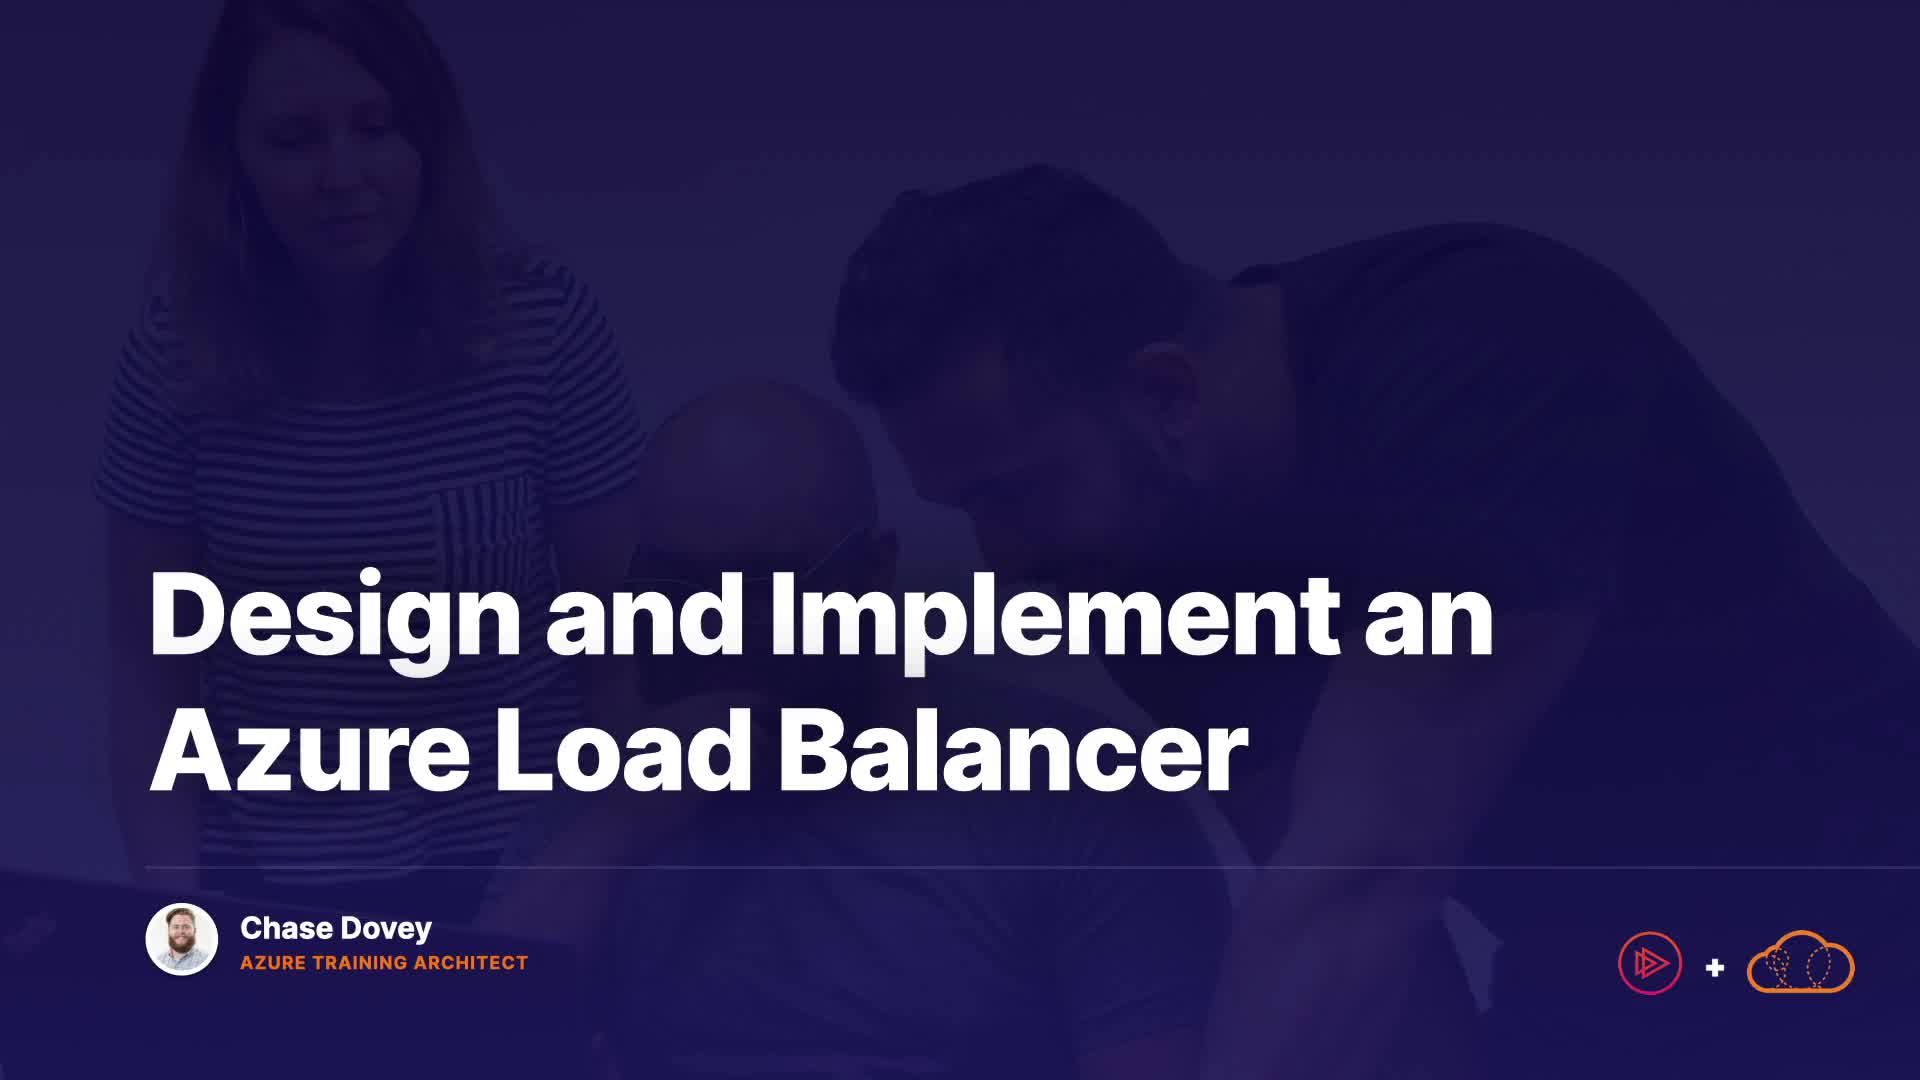 Design and Implement an
Azure Load Balancer
Chase Dovey
AZURE TRAINING ARCHITECT
+